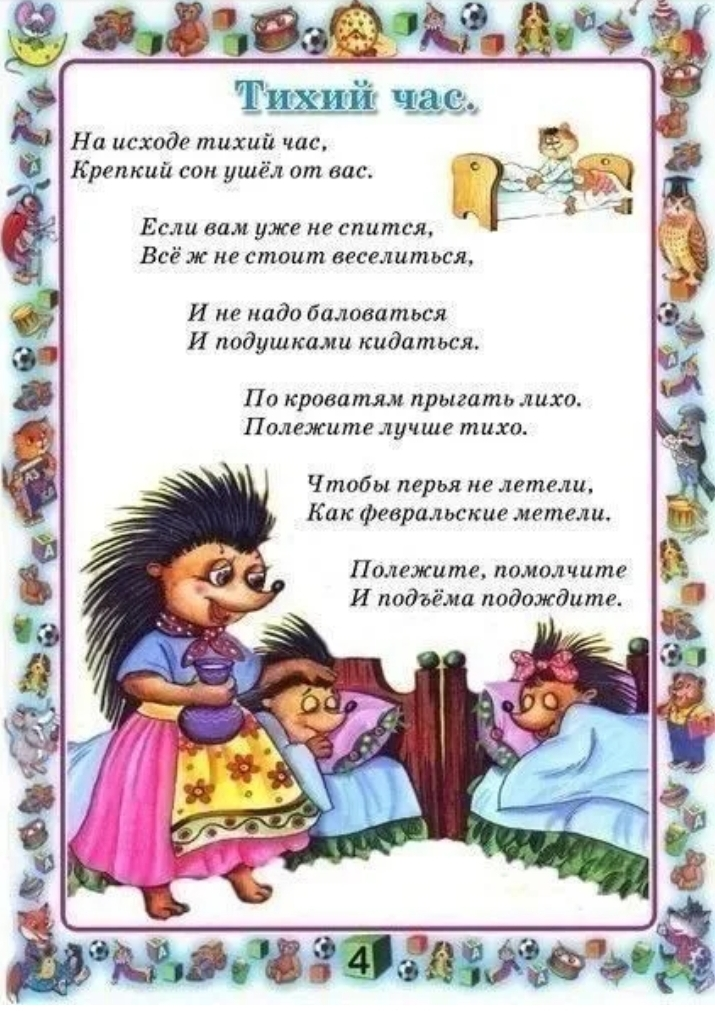 Тихий час.
На исходе тихий час,
Крепкий сон ушёл от вас.
Если вам уже не спится,
Всё ж не стоит веселиться,
И не надо баловаться
И подушками кидаться.
По кроватям прыгать лихо.
Полежите лучше тихо.
Чтобы перья не летели,
Как февральские метели.
Полежите, помолчите
И подъёма подождите.
4